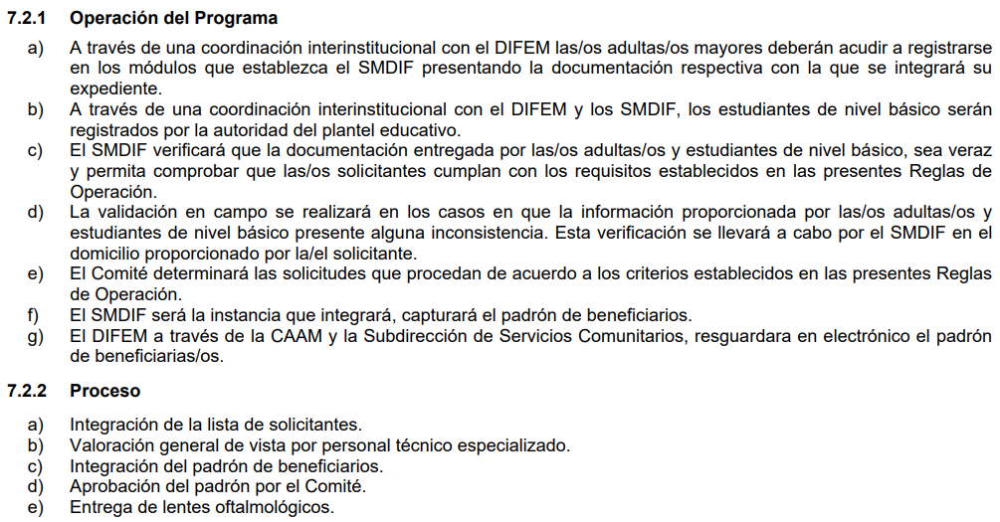 7.2.1 Operación del Programa
a) A través de una coordinación interinstitucional con el DIFEM las/os adultas/os mayores deberán acudir a registrarse
en los módulos que establezca el SMDIF presentando la documentación respectiva con la que se integrará su
expediente.
b) A través de una coordinación interinstitucional con el DIFEM y los SMDIF, los estudiantes de nivel básico serán
registrados por la autoridad del plantel educativo.
c) El SMDIF verificará que la documentación entregada por las/os adultas/os y estudiantes de nivel básico, sea veraz
y permita comprobar que las/os solicitantes cumplan con los requisitos establecidos en las presentes Reglas de
Operación.
d) La validación en campo se realizará en los casos en que la información proporcionada por las/os adultas/os y
estudiantes de nivel básico presente alguna inconsistencia. Esta verificación se llevará a cabo por el SMDIF en el
domicilio proporcionado por la/el solicitante.
e) El Comité determinará las solicitudes que procedan de acuerdo a los criterios establecidos en las presentes Reglas
de Operación.
f) El SMDIF será la instancia que integrará, capturará el padrón de beneficiarios.
g) El DIFEM a través de la CAAM y la Subdirección de Servicios Comunitarios, resguardara en electrónico el padrón
de beneficiarias/os.
7.2.2 Proceso
a) Integración de la lista de solicitantes.
b) Valoración general de vista por personal técnico especializado.
c) Integración del padrón de beneficiarios.
d) Aprobación del padrón por el Comité.
e) Entrega de lentes oftalmológicos.